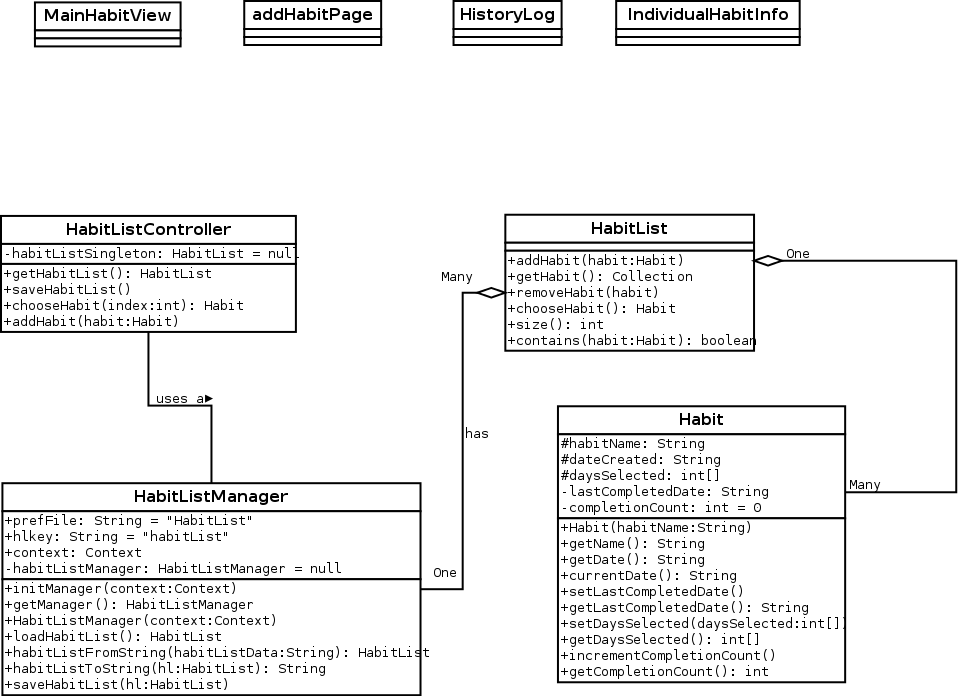 MainHabitView
addHabitPage
HistoryLog
IndividualHabitInfo
HabitListController
-habitListSingleton: HabitList = null
+getHabitList(): HabitList
+saveHabitList()
+chooseHabit(index:int): Habit
+addHabit(habit:Habit)
HabitList
+addHabit(habit:Habit)
+getHabit(): Collection
+removeHabit(habit)
+chooseHabit(): Habit
+size(): int
+contains(habit:Habit): boolean
One
Many
uses a
has
Habit
#habitName: String
#dateCreated: String
#daysSelected: int[]
-lastCompletedDate: String
-completionCount: int = 0
+Habit(habitName:String)
+getName(): String
+getDate(): String
+currentDate(): String
+setLastCompletedDate()
+getLastCompletedDate(): String
+setDaysSelected(daysSelected:int[])
+getDaysSelected(): int[]
+incrementCompletionCount()
+getCompletionCount(): int
Many
HabitListManager
+prefFile: String = "HabitList"
+hlkey: String = "habitList"
+context: Context
-habitListManager: HabitListManager = null
+initManager(context:Context)
+getManager(): HabitListManager
+HabitListManager(context:Context)
+loadHabitList(): HabitList
+habitListFromString(habitListData:String): HabitList
+habitListToString(hl:HabitList): String
+saveHabitList(hl:HabitList)
One